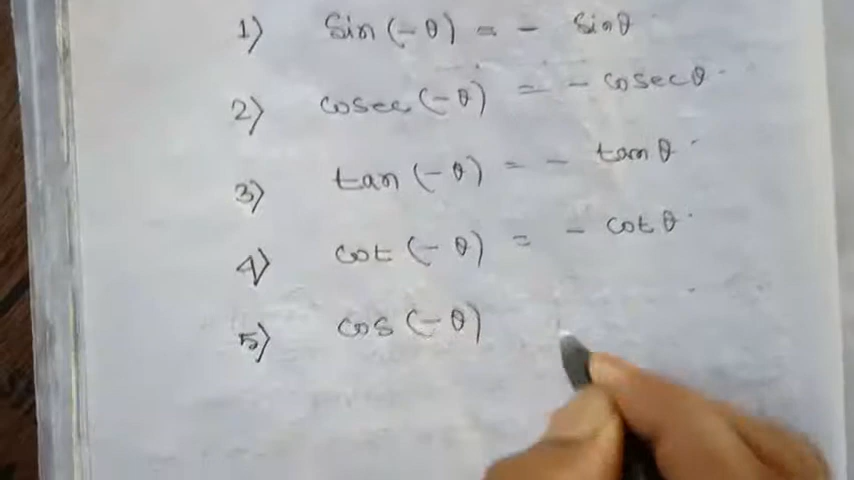 1) Sin (-θ) = - sinθ
2) cosec (-θ) = - cosecθ
3) tan (-θ) = - tanθ
4) cot (-θ) = - cotθ
5) cos (-θ)